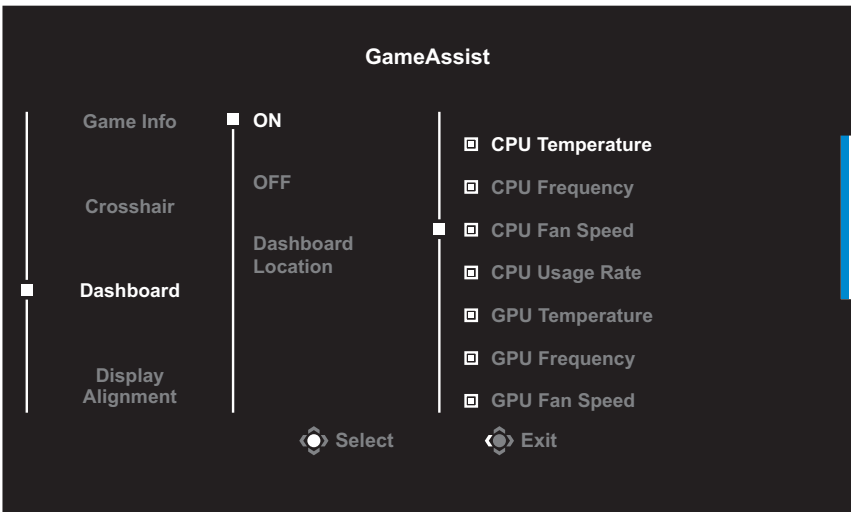 GameAssist
Game Info
Crosshair
Dashboard
Display
Alignment
ON
OFF
Dashboard
Location
CPU Temperature
CPU Frequency
CPU Fan Speed
CPU Usage Rate
GPU Temperature
GPU Frequency
GPU Fan Speed
Select
Exit